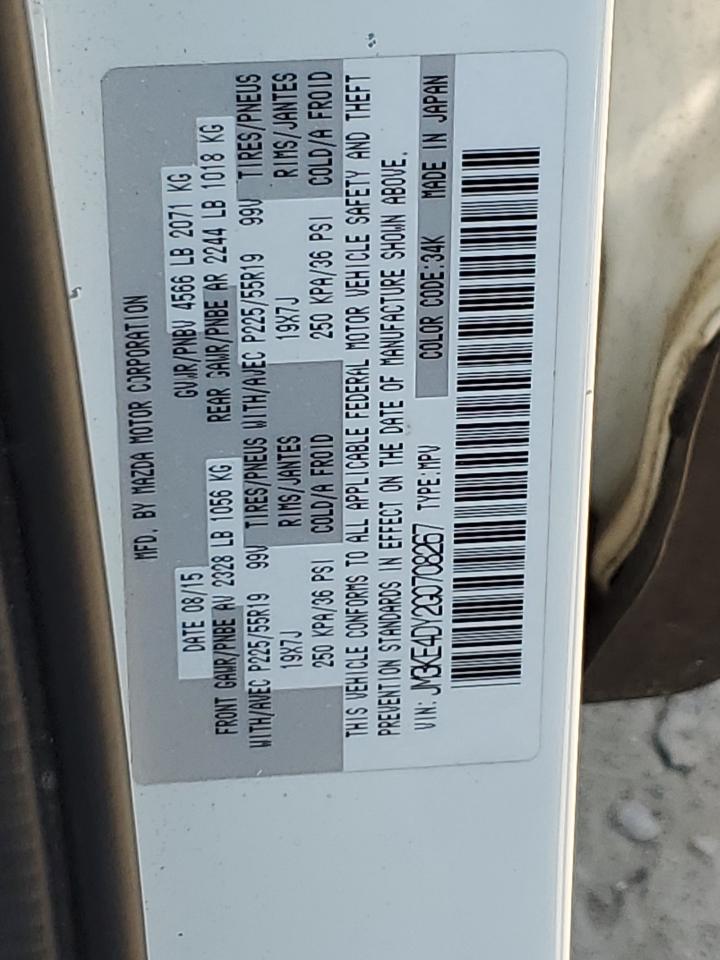 MFD. BY MAZDA MOTOR CORPORATION
DATE 08/15 GVWR/PNBV 4566 LB 2071 KG
FRONT GAWR/PNBE AV 2328 LB 1056 KG REAR GAWR/PNBE AR 2244 LB 1018 KG
WITH/AVEC P225/55R19 99V TIRES/PNEUS WITH/AVEC P225/55R19 99V TIRES/PNEUS
19X7J RIMS/JANTES 19X7J RIMS/JANTES
250 KPA/36 PSI COLD/A FROID 250 KPA/36 PSI COLD/A FROID
THIS VEHICLE CONFORMS TO ALL APPLICABLE FEDERAL MOTOR VEHICLE SAFETY AND THEFT
PREVENTION STANDARDS IN EFFECT ON THE DATE OF MANUFACTURE SHOWN ABOVE.
VIN: JM3KE4DY2G0708267 TYPE:MPV COLOR CODE:34K MADE IN JAPAN